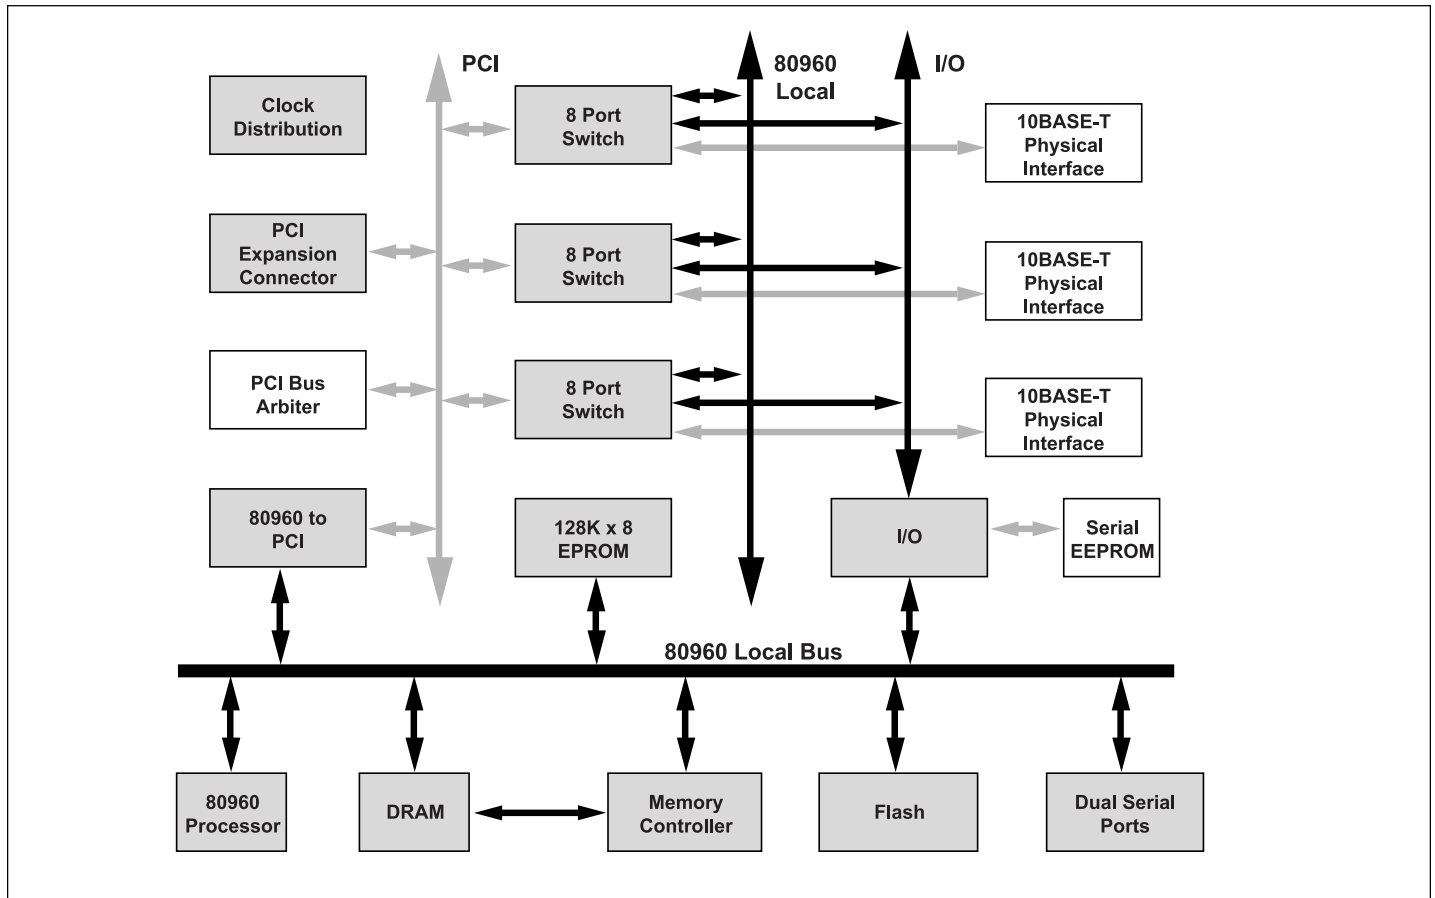 PCI
80960
Local
I/O
Clock
Distribution
8 Port
Switch
10BASE-T
Physical
Interface
PCI
Expansion
Connector
8 Port
Switch
10BASE-T
Physical
Interface
PCI Bus
Arbiter
8 Port
Switch
10BASE-T
Physical
Interface
80960 to
PCI
128K x 8
EPROM
I/O
Serial
EEPROM
80960 Local Bus
80960
Processor
DRAM
Memory
Controller
Flash
Dual Serial
Ports